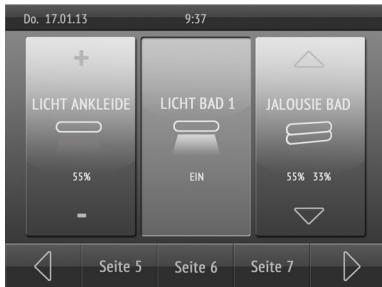 Do. 17.01.13 9:37
+
LICHT ANKLEIDE LICHT BAD 1 JALOUSIE BAD
55% EIN 55% 33%
-
Seite 5 Seite 6 Seite 7